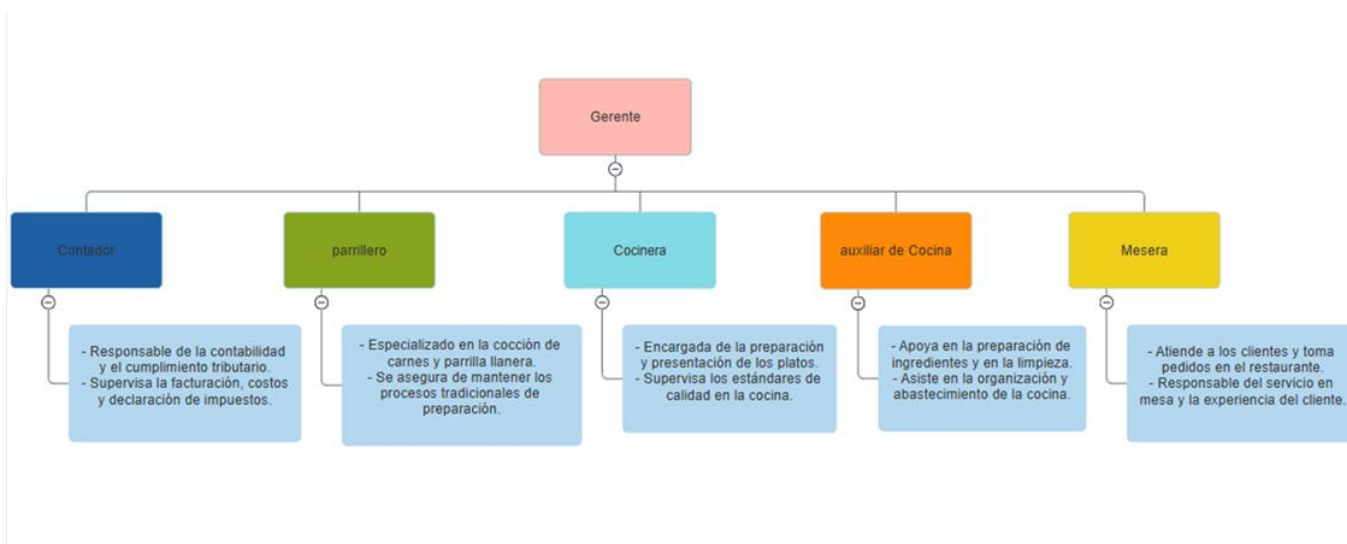 Gerente
Contador
parrillero
Cocinera
auxiliar de Cocina
Mesera
- Responsable de la contabilidad
y el cumplimiento tributario.
- Supervisa la facturación, costos
y declaración de impuestos.
- Especializado en la cocción de
carnes y parrilla llanera.
- Se asegura de mantener los
procesos tradicionales de
preparación.
- Encargada de la preparación
y presentación de los platos.
- Supervisa los estándares de
calidad en la cocina.
- Apoya en la preparación de
ingredientes y en la limpieza.
- Asiste en la organización y
abastecimiento de la cocina.
- Atiende a los clientes y toma
pedidos en el restaurante.
- Responsable del servicio en
mesa y la experiencia del cliente.